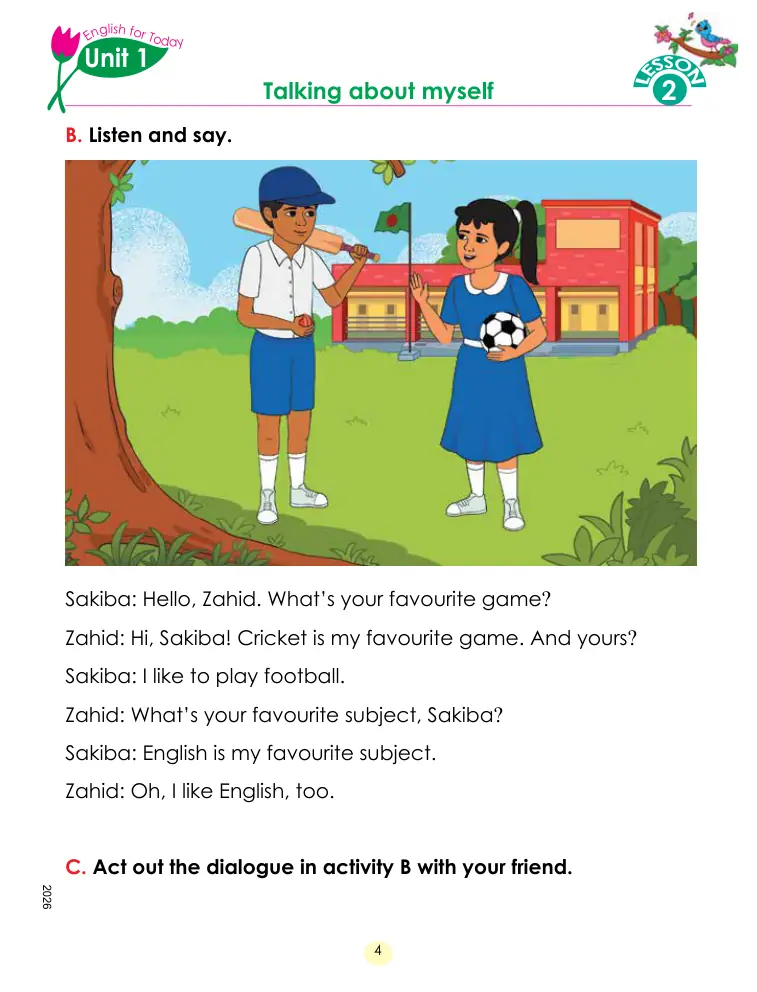 English for Today
Unit 1
LESSON
2
Talking about myself
B. Listen and say.
Sakiba: Hello, Zahid. What’s your favourite game?
Zahid: Hi, Sakiba! Cricket is my favourite game. And yours?
Sakiba: I like to play football.
Zahid: What’s your favourite subject, Sakiba?
Sakiba: English is my favourite subject.
Zahid: Oh, I like English, too.
C. Act out the dialogue in activity B with your friend.
2026
4